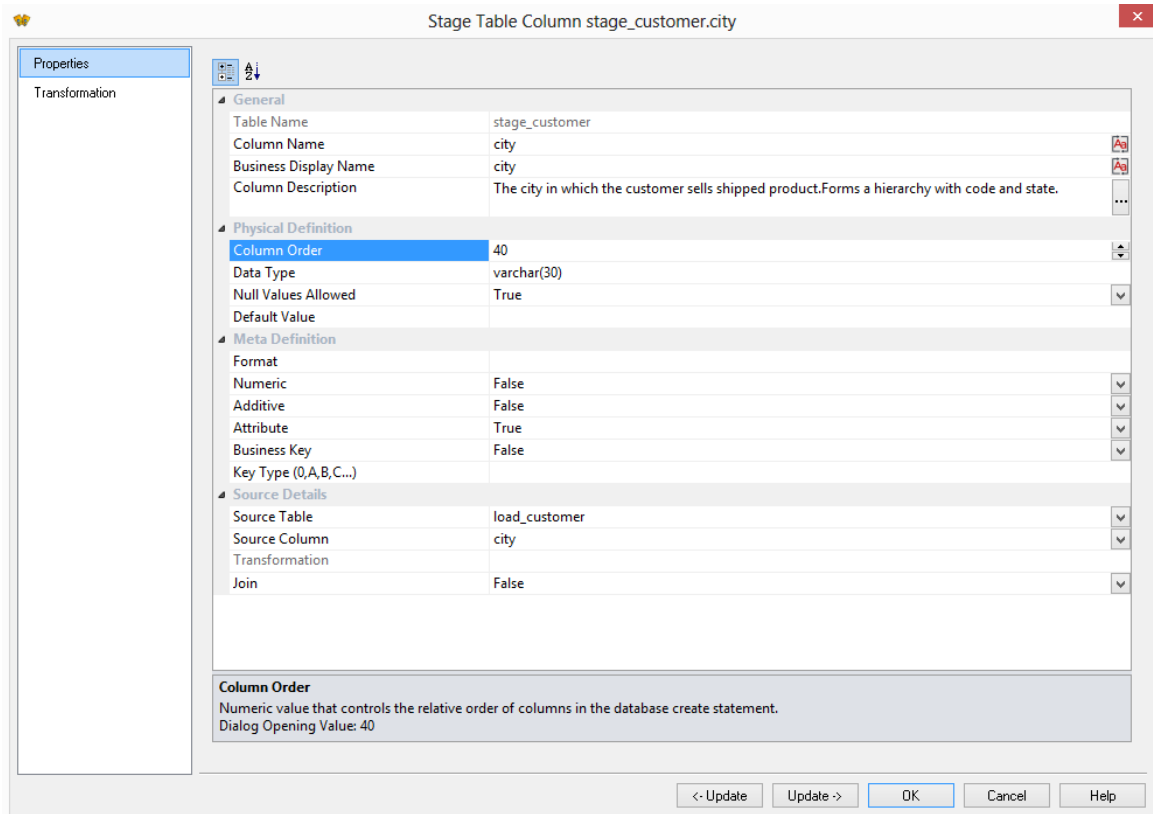 Stage Table Column stage_customer.city
Properties
Transformation
General
Table Name stage_customer
Column Name city
Business Display Name city
Column Description The city in which the customer sells shipped product.Forms a hierarchy with code and state.
...
Physical Definition
Column Order 40
Data Type varchar(30)
Null Values Allowed True
Default Value
Meta Definition
Format
Numeric False
Additive False
Attribute True
Business Key False
Key Type (0,A,B,C...)
Source Details
Source Table load_customer
Source Column city
Transformation
Join False
Column Order
Numeric value that controls the relative order of columns in the database create statement.
Dialog Opening Value: 40
<- Update Update -> OK Cancel Help